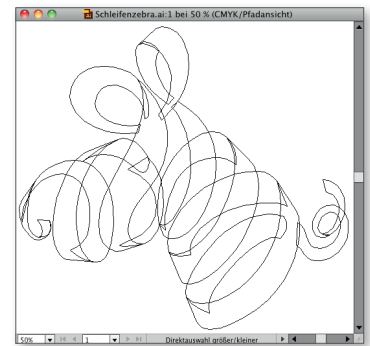 Schleifenzebra.ai:1 bei 50 % (CMYK/Pfadansicht)
50% 1 Direktauswahl größer/kleiner